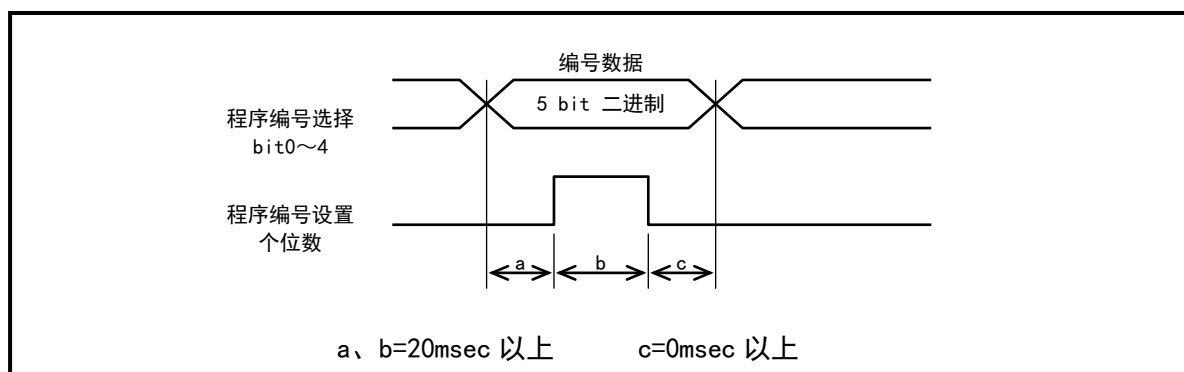 编号数据
5 bit 二进制
程序编号选择
bit0～4
程序编号设置
个位数
a
b
c
a、b=20msec 以上
c=0msec 以上